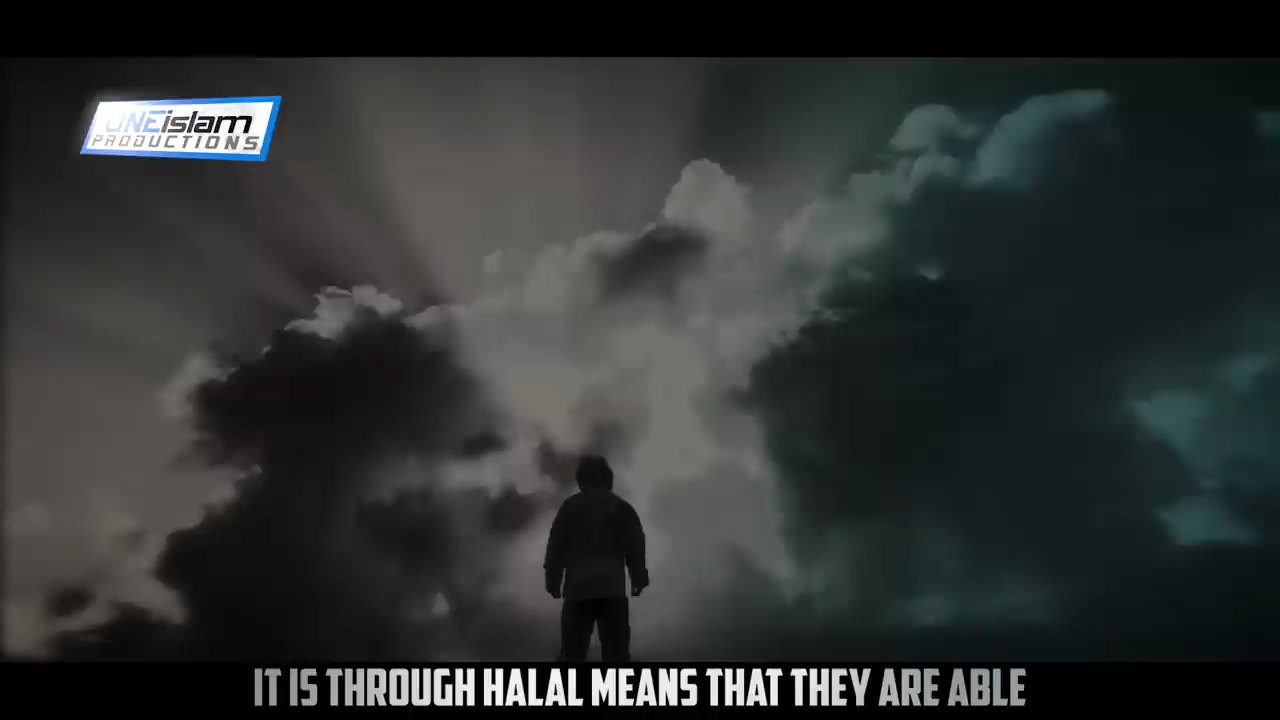 ONEislam
PRODUCTIONS
IT IS THROUGH HALAL MEANS THAT THEY ARE ABLE